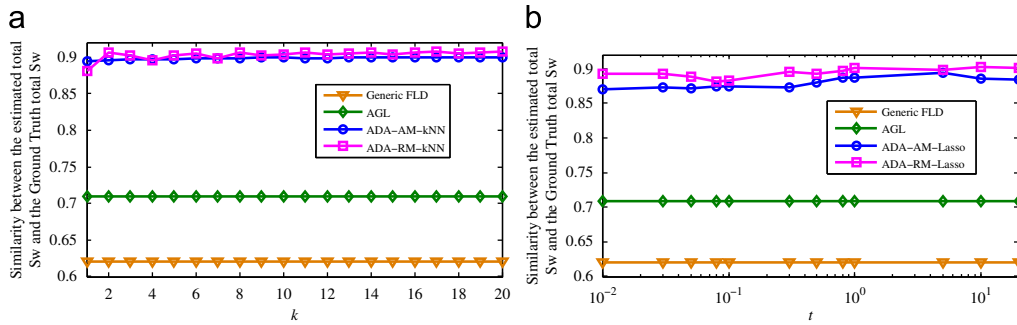 a
Similarity between the estimated total
Sw and the Ground Truth total Sw
0.9
0.85
0.8
0.75
0.7
0.65
0.6
2 4 6 8 10 12 14 16 18 20
k
Generic FLD
AGL
ADA-AM-kNN
ADA-RM-kNN
b
Similarity between the estimated total
Sw and the Ground Truth total Sw
0.9
0.85
0.8
0.75
0.7
0.65
0.6
10⁻² 10⁻¹ 10⁰ 10¹
t
Generic FLD
AGL
ADA-AM-Lasso
ADA-RM-Lasso